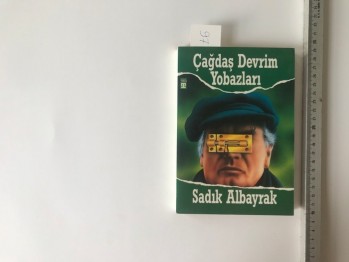 Çağdaş Devrim
Yobazları
Sadık Albayrak